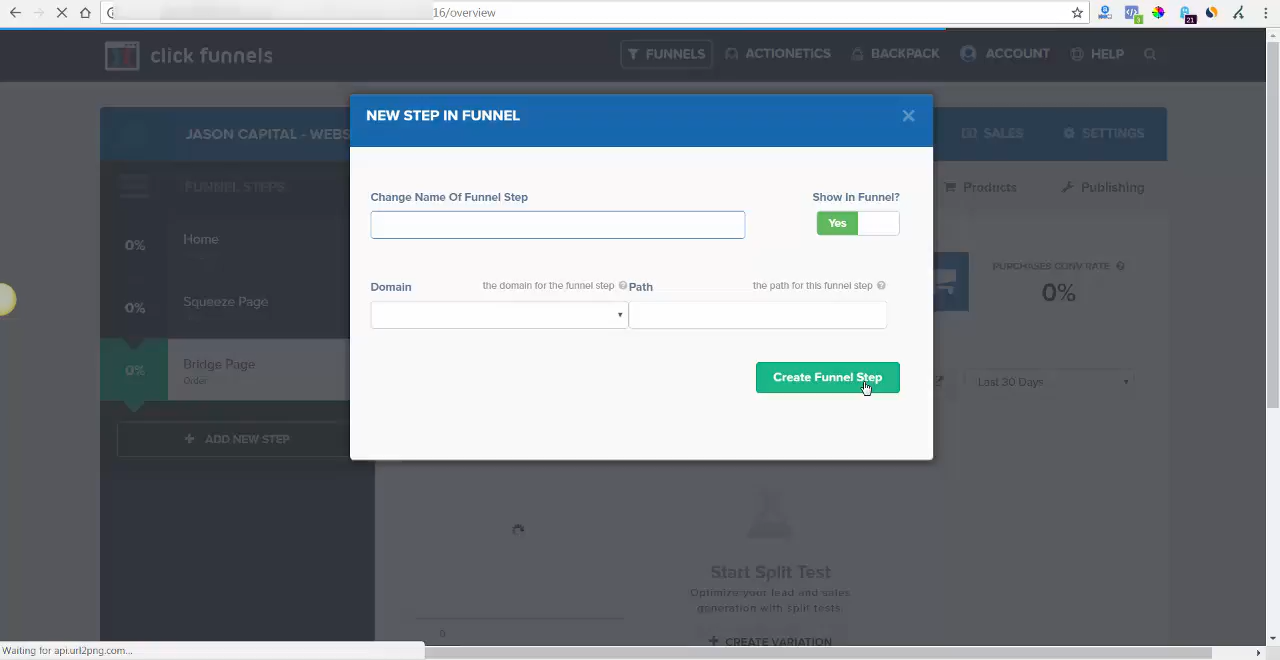 16/overview
3
21
click funnels
FUNNELS
ACTIONETICS
BACKPACK
ACCOUNT
HELP
JASON CAPITAL - WEBS
SALES
SETTINGS
NEW STEP IN FUNNEL
FUNNEL STEPS
Products
Publishing
Change Name Of Funnel Step
Show In Funnel?
Yes
0%
Home
Domain
the domain for the funnel step
Path
the path for this funnel step
PURCHASES CONV RATE
0%
0%
Squeeze Page
0%
Bridge Page
Order
Create Funnel Step
Last 30 Days
ADD NEW STEP
Start Split Test
Optimize your lead and sales
generation with split tests.
0
CREATE VARIATION
Waiting for api.url2png.com...